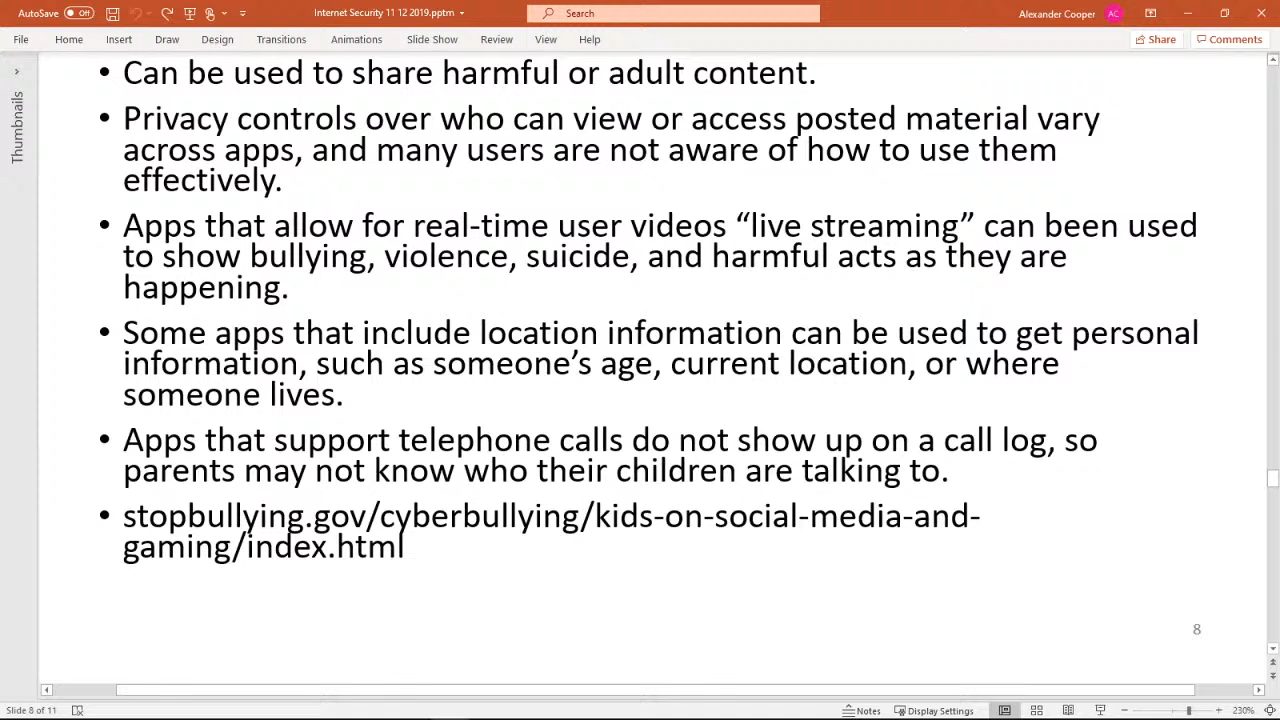 AutoSave Off Internet Security 11 12 2019.pptm Search Alexander Cooper AC
File Home Insert Draw Design Transitions Animations Slide Show Review View Help Share Comments
Thumbnails
• Can be used to share harmful or adult content.
• Privacy controls over who can view or access posted material vary
across apps, and many users are not aware of how to use them
effectively.
• Apps that allow for real-time user videos “live streaming” can been used
to show bullying, violence, suicide, and harmful acts as they are
happening.
• Some apps that include location information can be used to get personal
information, such as someone’s age, current location, or where
someone lives.
• Apps that support telephone calls do not show up on a call log, so
parents may not know who their children are talking to.
• stopbullying.gov/cyberbullying/kids-on-social-media-and-
gaming/index.html
8
Slide 8 of 11 Notes Display Settings 230%